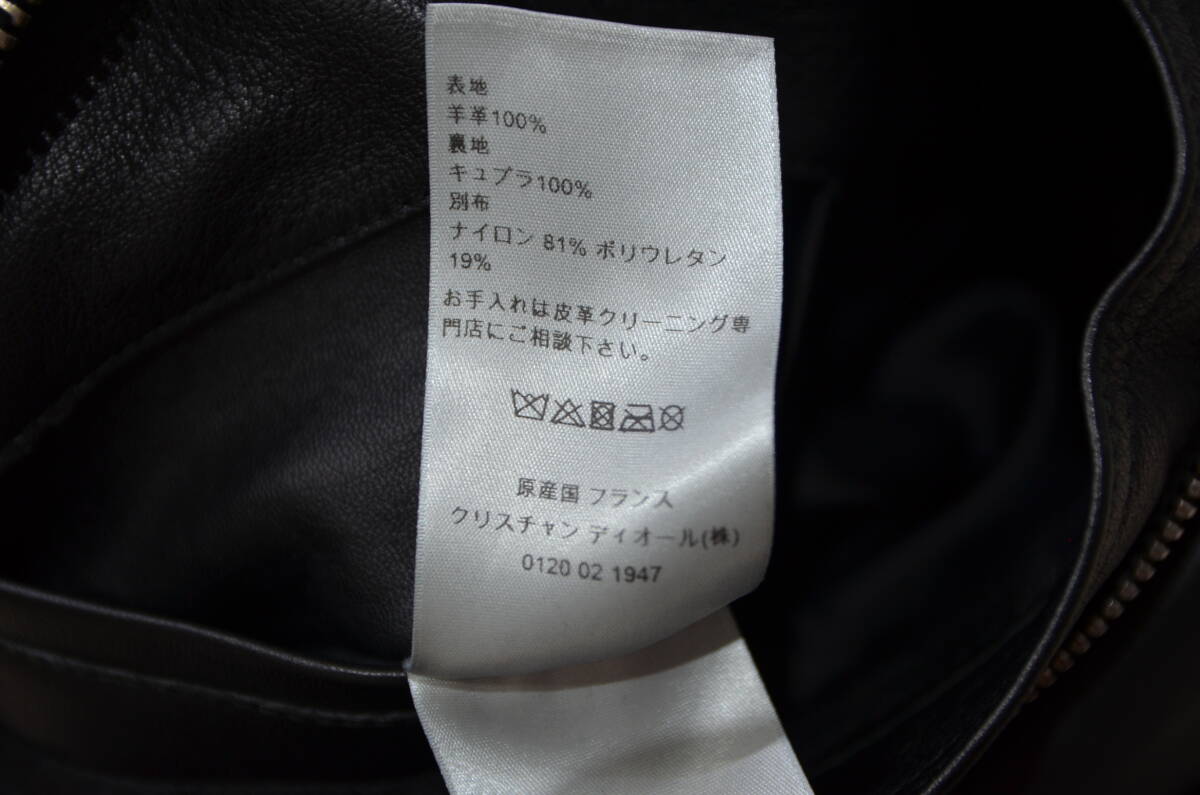 表地
羊革100%
裏地
キュプラ100%
別布
ナイロン 81% ポリウレタン
19%
お手入れは皮革クリーニング専
門店にご相談下さい。
原産国 フランス
クリスチャン ディオール(株)
0120 02 1947